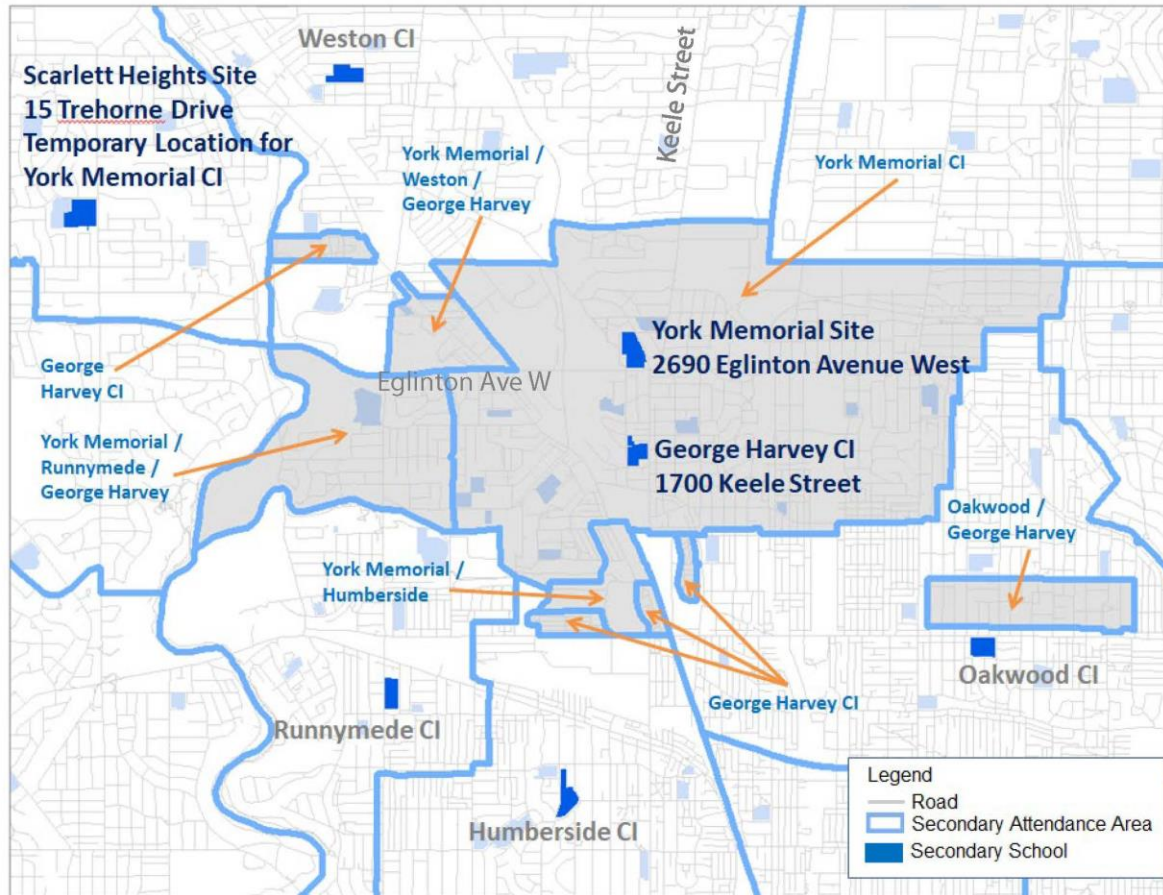 Weston CI
Scarlett Heights Site
15 Trehorne Drive
Temporary Location for
York Memorial CI
Keele Street
York Memorial /
Weston /
George Harvey
York Memorial CI
York Memorial Site
2690 Eglinton Avenue West
George
Harvey CI
Eglinton Ave W
York Memorial /
Runnymede /
George Harvey
George Harvey CI
1700 Keele Street
Oakwood /
George Harvey
York Memorial /
Humberside
Oakwood CI
George Harvey CI
Runnymede CI
Humberside CI
Legend
Road
Secondary Attendance Area
Secondary School